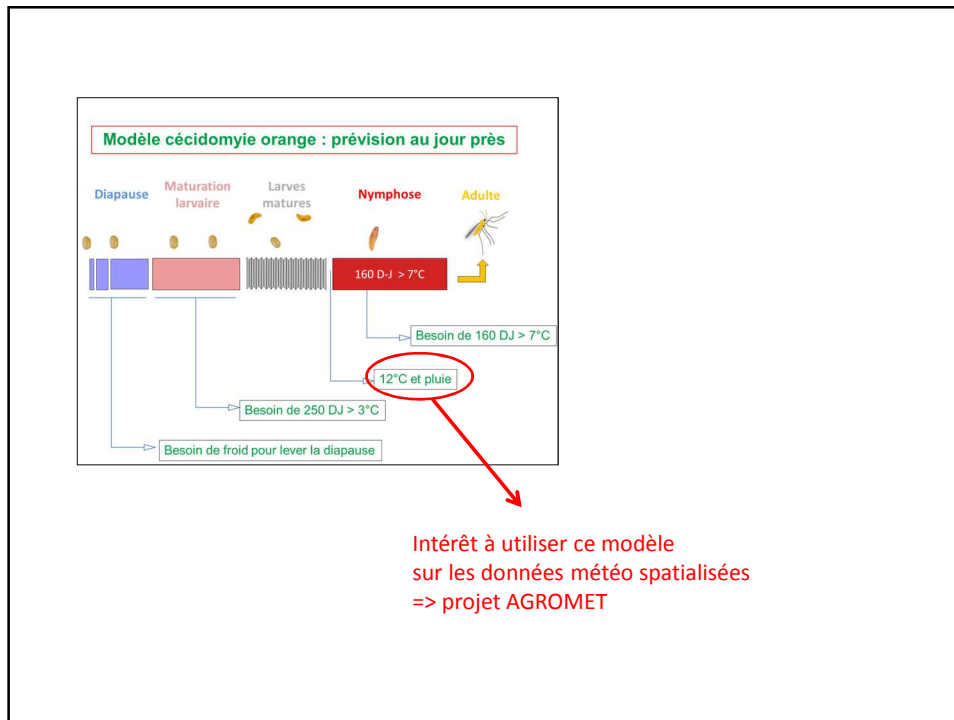 Modèle cécidomyie orange : prévision au jour près
Diapause
Maturation
larvaire
Larves
matures
Nymphose
Adulte
160 D-J > 7°C
Besoin de 160 DJ > 7°C
12°C et pluie
Besoin de 250 DJ > 3°C
Besoin de froid pour lever la diapause
Intérêt à utiliser ce modèle
sur les données météo spatialisées
=> projet AGROMET